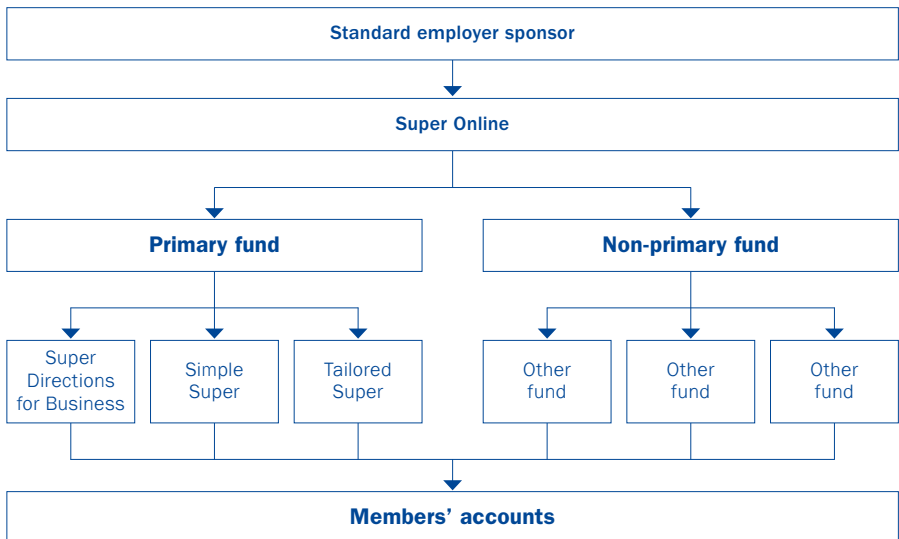 Standard employer sponsor
Super Online
Primary fund
Non-primary fund
Super
Directions
for Business
Simple
Super
Tailored
Super
Other
fund
Other
fund
Other
fund
Members’ accounts